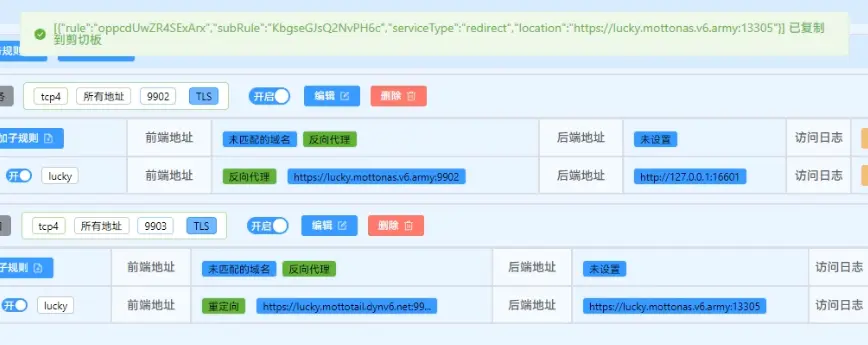 [{"rule":"oppcdUwZR4SExArx","subRule":"KbgseGJsQ2NvPH6c","serviceType":"redirect","location":"https://lucky.mottonas.v6.army:13305"}] 已复制
到剪切板
规则
tcp4 所有地址 9902 TLS 开启 编辑 删除
加子规则 前端地址 未匹配的域名 反向代理 后端地址 未设置 访问日志
开 lucky 前端地址 反向代理 https://lucky.mottonas.v6.army:9902 后端地址 http://127.0.0.1:16601 访问日志
tcp4 所有地址 9903 TLS 开启 编辑 删除
子规则 前端地址 未匹配的域名 反向代理 后端地址 未设置 访问日志
开 lucky 前端地址 重定向 https://lucky.mottotail.dynv6.net:99... 后端地址 https://lucky.mottonas.v6.army:13305 访问日志